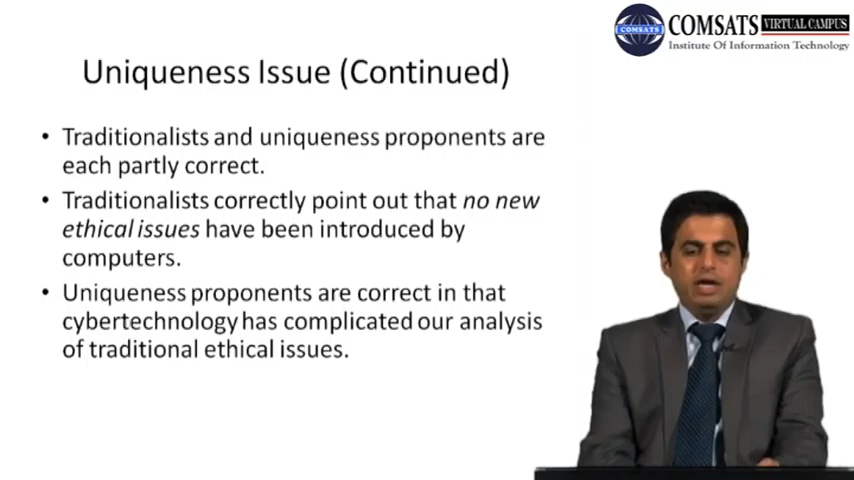 COMSATS
COMSATS VIRTUAL CAMPUS
Institute Of Information Technology
Uniqueness Issue (Continued)
• Traditionalists and uniqueness proponents are
each partly correct.
• Traditionalists correctly point out that no new
ethical issues have been introduced by
computers.
• Uniqueness proponents are correct in that
cybertechnology has complicated our analysis
of traditional ethical issues.